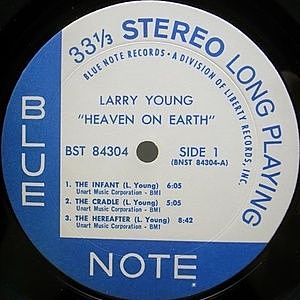 33 1/3 STEREO LONG PLAYING
BLUE NOTE RECORDS • A DIVISION OF LIBERTY RECORDS, INC.
LARRY YOUNG
"HEAVEN ON EARTH"
BST 84304 SIDE 1
(BNST 84304-A)
1. THE INFANT (L. Young) 6:05
Unart Music Corporation - BMI
2. THE CRADLE (L. Young) 5:05
Unart Music Corporation - BMI
3. THE HEREAFTER (L. Young) 8:42
Unart Music Corporation - BMI
BLUE
NOTE